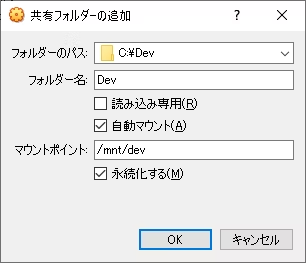 共有フォルダーの追加
フォルダーのパス: C:¥Dev
フォルダー名: Dev
読み込み専用(R)
自動マウント(A)
マウントポイント: /mnt/dev
永続化する(M)
OK キャンセル